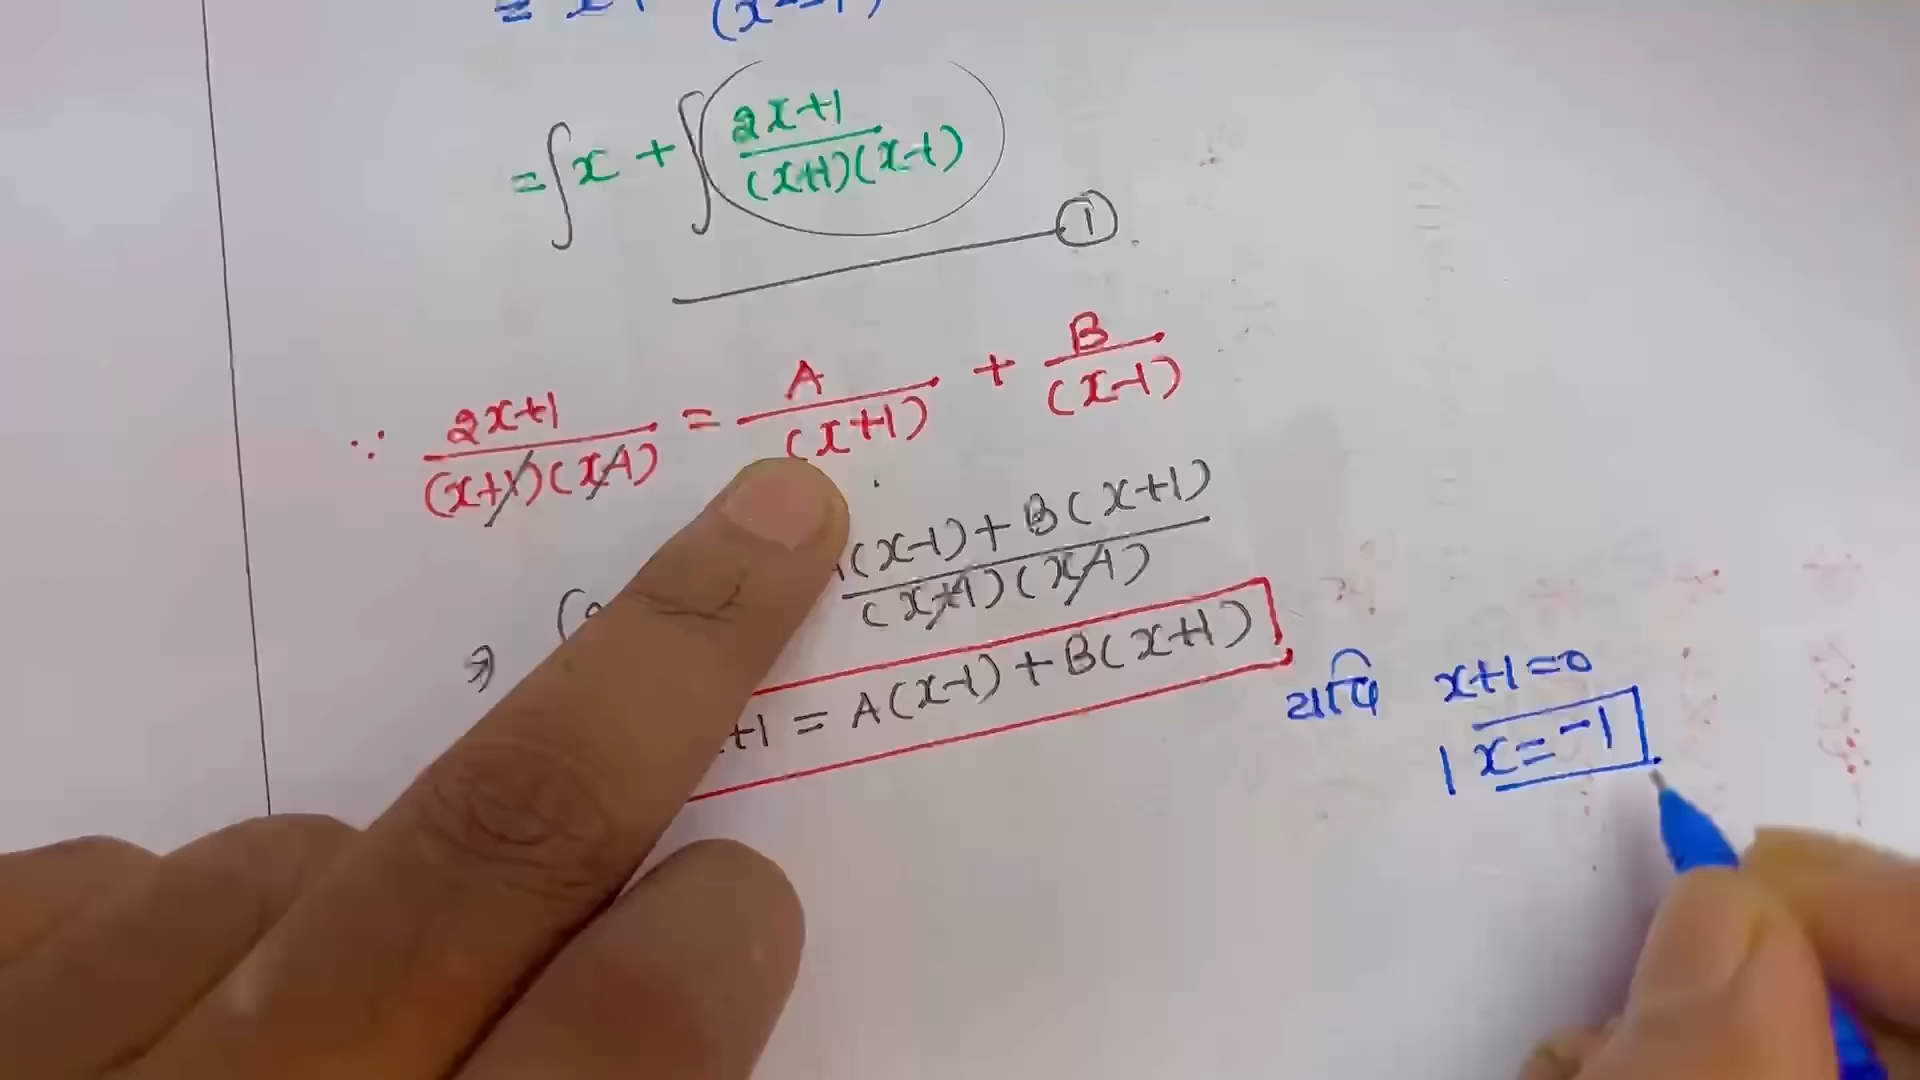 = ∫x + ∫ (2x+1)/((x+1)(x-1))
①
∵ (2x+1)/((x+1)(x-1)) = A/(x+1) + B/(x-1)
⇒ (A(x-1) + B(x+1))/((x+1)(x-1))
+1 = A(x-1) + B(x+1)
यदि x+1=0
x=-1